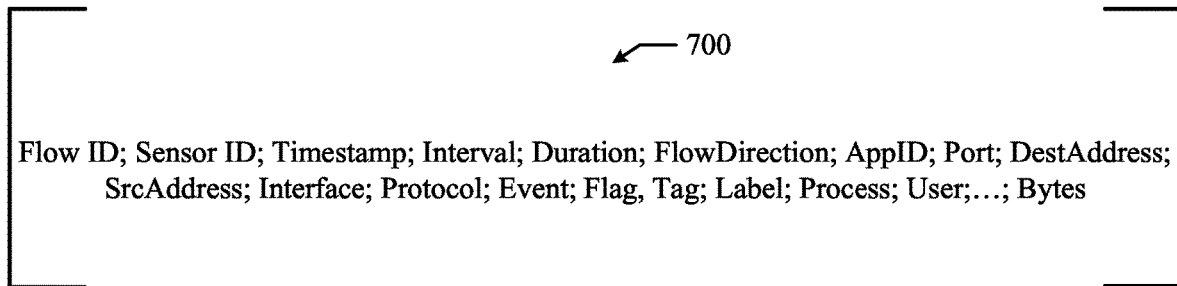 700
Flow ID; Sensor ID; Timestamp; Interval; Duration; FlowDirection; AppID; Port; DestAddress;
SrcAddress; Interface; Protocol; Event; Flag, Tag; Label; Process; User;...; Bytes